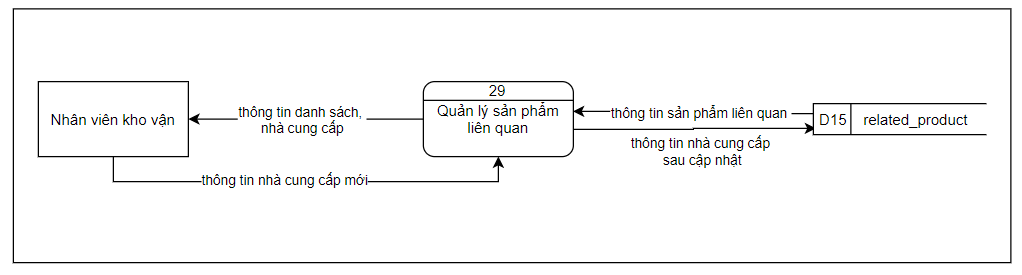 Nhân viên kho vận
thông tin danh sách,
nhà cung cấp
29
Quản lý sản phẩm
liên quan
thông tin sản phẩm liên quan
thông tin nhà cung cấp
sau cập nhật
D15
related_product
thông tin nhà cung cấp mới